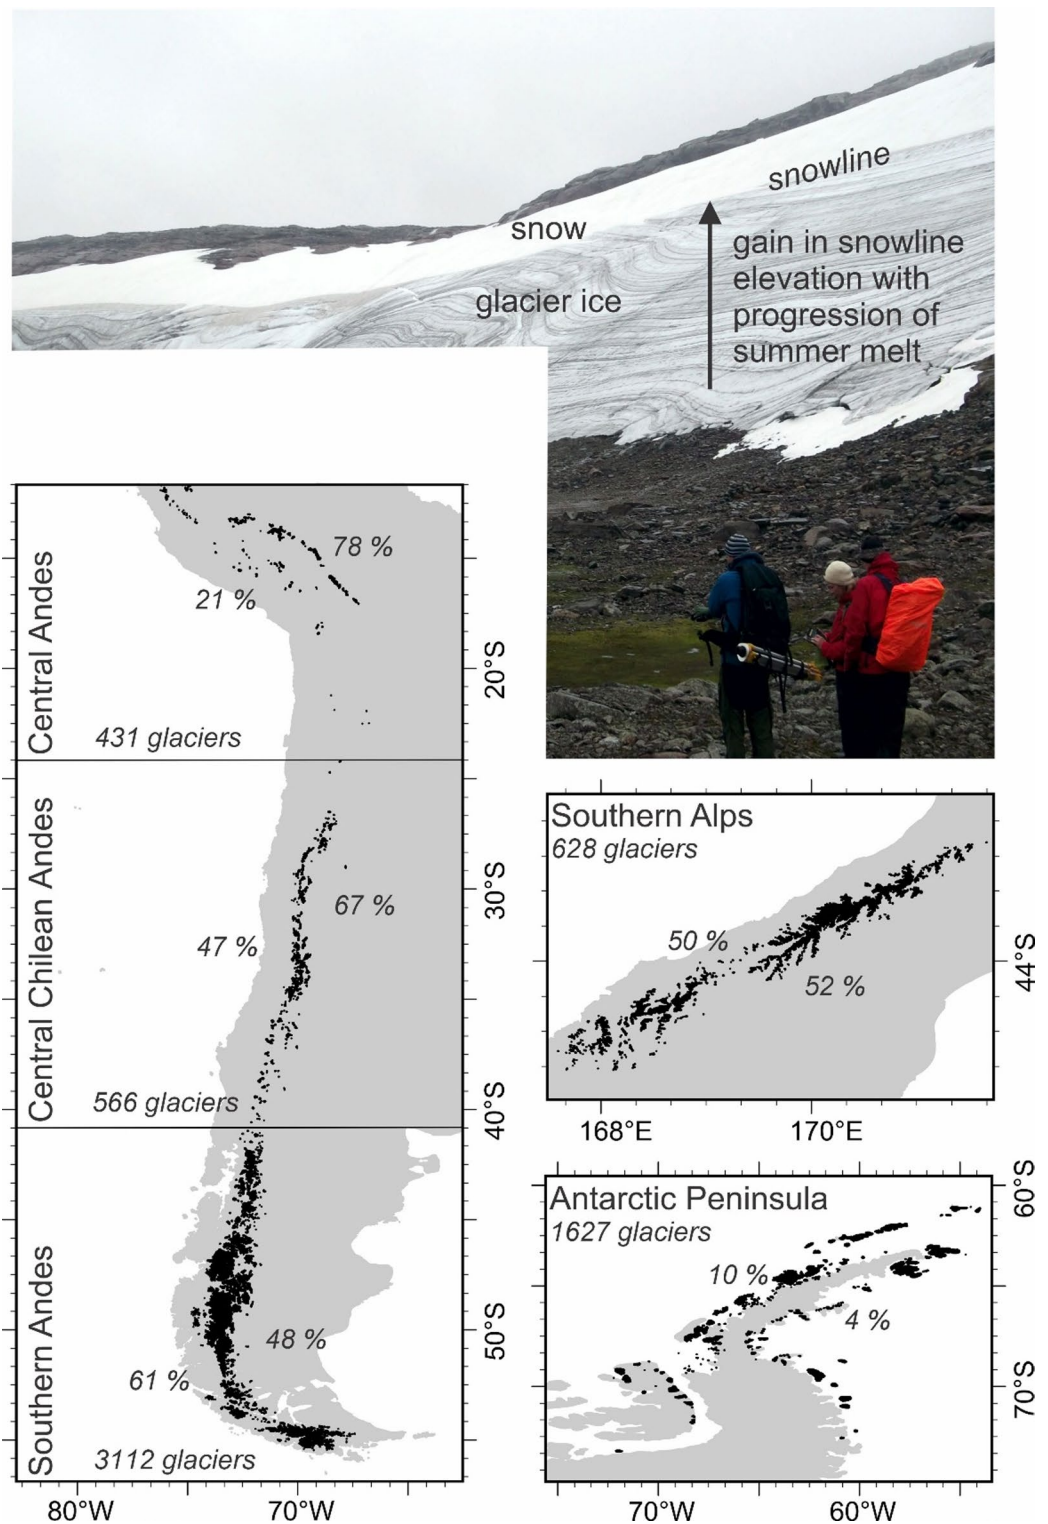 snowline
snow
gain in snowline
elevation with
progression of
summer melt
glacier ice
Central Andes
78 %
21 %
20°S
431 glaciers
Central Chilean Andes
30°S
67 %
47 %
566 glaciers
40°S
Southern Andes
48 %
50°S
61 %
3112 glaciers
80°W
70°W
Southern Alps
628 glaciers
50 %
52 %
44°S
168°E
170°E
Antarctic Peninsula
1627 glaciers
60°S
10 %
4 %
70°S
70°W
60°W